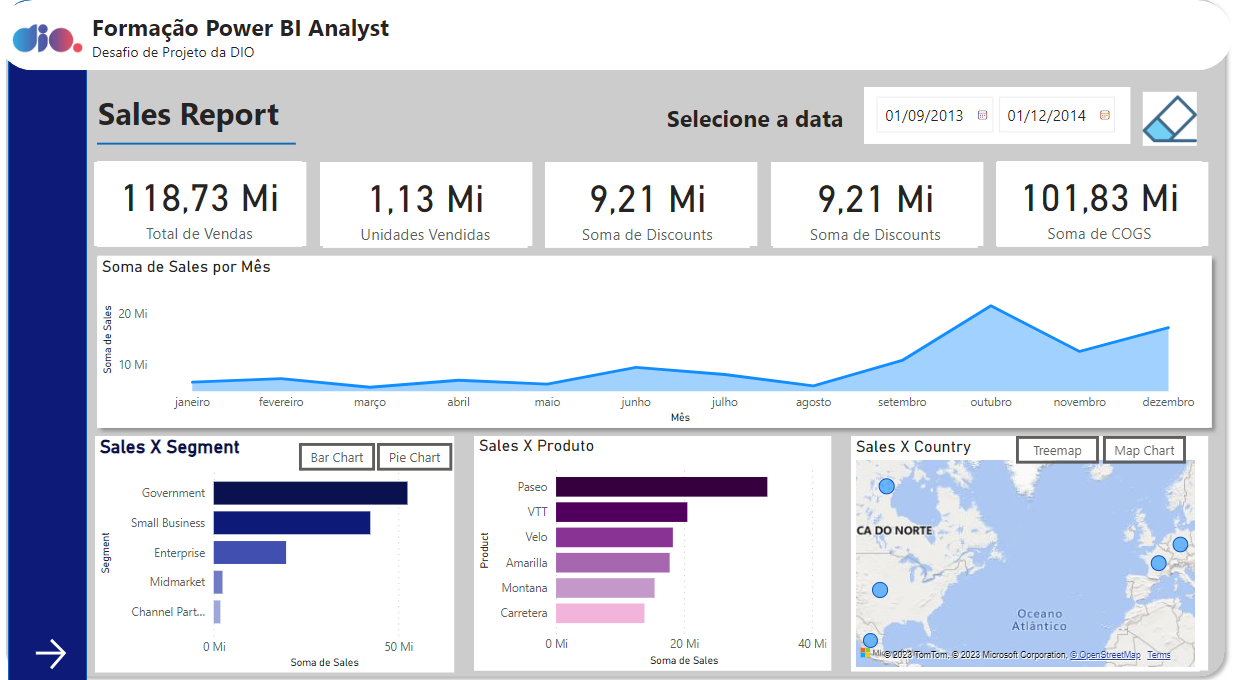 dio.
Formação Power BI Analyst
Desafio de Projeto da DIO
Sales Report
Selecione a data
01/09/2013
01/12/2014
118,73 Mi
Total de Vendas
1,13 Mi
Unidades Vendidas
9,21 Mi
Soma de Discounts
9,21 Mi
Soma de Discounts
101,83 Mi
Soma de COGS
Soma de Sales por Mês
Soma de Sales
20 Mi
10 Mi
janeiro fevereiro março abril maio junho julho agosto setembro outubro novembro dezembro
Mês
Sales X Segment
Bar Chart
Pie Chart
Segment
Government
Small Business
Enterprise
Midmarket
Channel Part...
0 Mi 50 Mi
Soma de Sales
Sales X Produto
Product
Paseo
VTT
Velo
Amarilla
Montana
Carretera
0 Mi 20 Mi 40 Mi
Soma de Sales
Sales X Country
Treemap
Map Chart
CA DO NORTE
Oceano
Atlântico
© 2023 TomTom, © 2023 Microsoft Corporation, © OpenStreetMap Terms